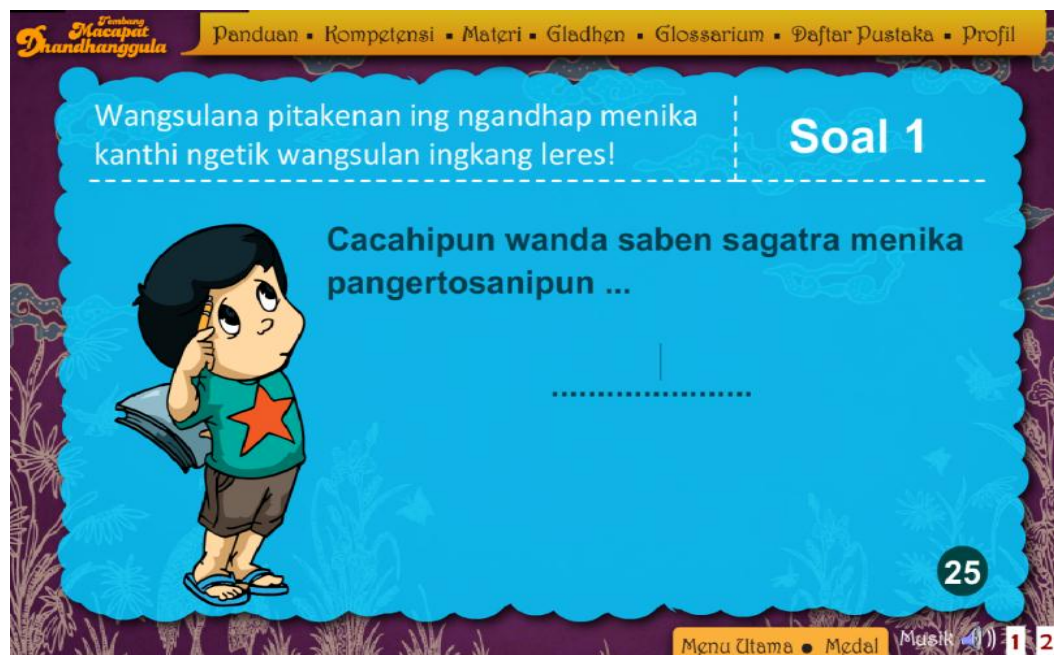 Tembang
Macapat
Dhandhanggula
Panduan ▪ Kompetensi ▪ Materi ▪ Gladhen ▪ Glossarium ▪ Daftar Pustaka ▪ Profil
Wangsulana pitakenan ing ngandhap menika
kanthi ngetik wangsulan ingkang leres!
Soal 1
Cacahipun wanda saben sagatra menika
pangertosanipun ...
......................
25
Menu Utama ● Medal
Musik
1 2